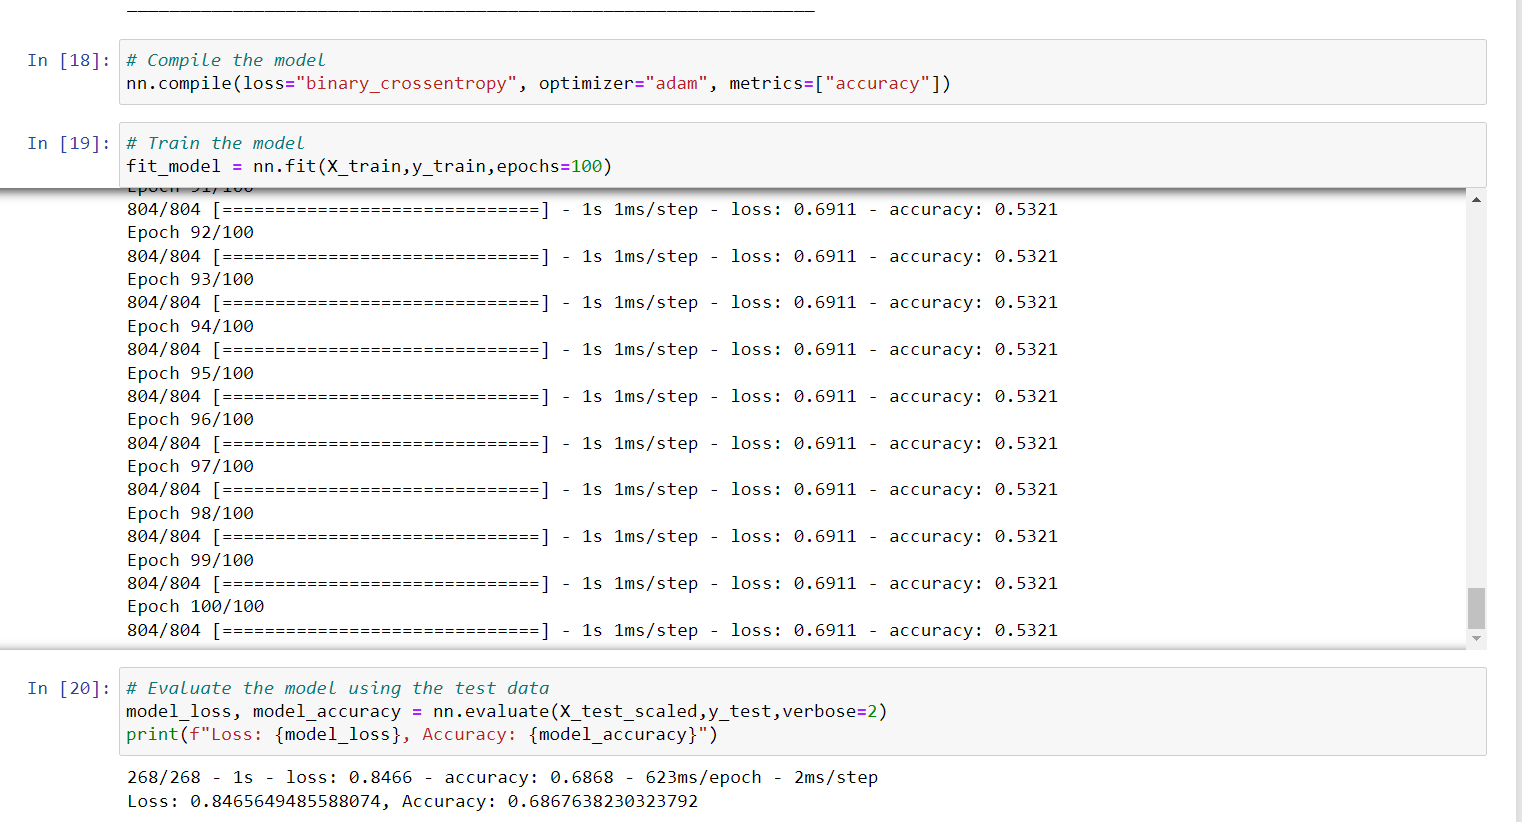 In [18]: # Compile the model
nn.compile(loss="binary_crossentropy", optimizer="adam", metrics=["accuracy"])
In [19]: # Train the model
fit_model = nn.fit(X_train,y_train,epochs=100)
Epoch 91/100
804/804 [==============================] - 1s 1ms/step - loss: 0.6911 - accuracy: 0.5321
Epoch 92/100
804/804 [==============================] - 1s 1ms/step - loss: 0.6911 - accuracy: 0.5321
Epoch 93/100
804/804 [==============================] - 1s 1ms/step - loss: 0.6911 - accuracy: 0.5321
Epoch 94/100
804/804 [==============================] - 1s 1ms/step - loss: 0.6911 - accuracy: 0.5321
Epoch 95/100
804/804 [==============================] - 1s 1ms/step - loss: 0.6911 - accuracy: 0.5321
Epoch 96/100
804/804 [==============================] - 1s 1ms/step - loss: 0.6911 - accuracy: 0.5321
Epoch 97/100
804/804 [==============================] - 1s 1ms/step - loss: 0.6911 - accuracy: 0.5321
Epoch 98/100
804/804 [==============================] - 1s 1ms/step - loss: 0.6911 - accuracy: 0.5321
Epoch 99/100
804/804 [==============================] - 1s 1ms/step - loss: 0.6911 - accuracy: 0.5321
Epoch 100/100
804/804 [==============================] - 1s 1ms/step - loss: 0.6911 - accuracy: 0.5321
In [20]: # Evaluate the model using the test data
model_loss, model_accuracy = nn.evaluate(X_test_scaled,y_test,verbose=2)
print(f"Loss: {model_loss}, Accuracy: {model_accuracy}")
268/268 - 1s - loss: 0.8466 - accuracy: 0.6868 - 623ms/epoch - 2ms/step
Loss: 0.8465649485588074, Accuracy: 0.6867638230323792